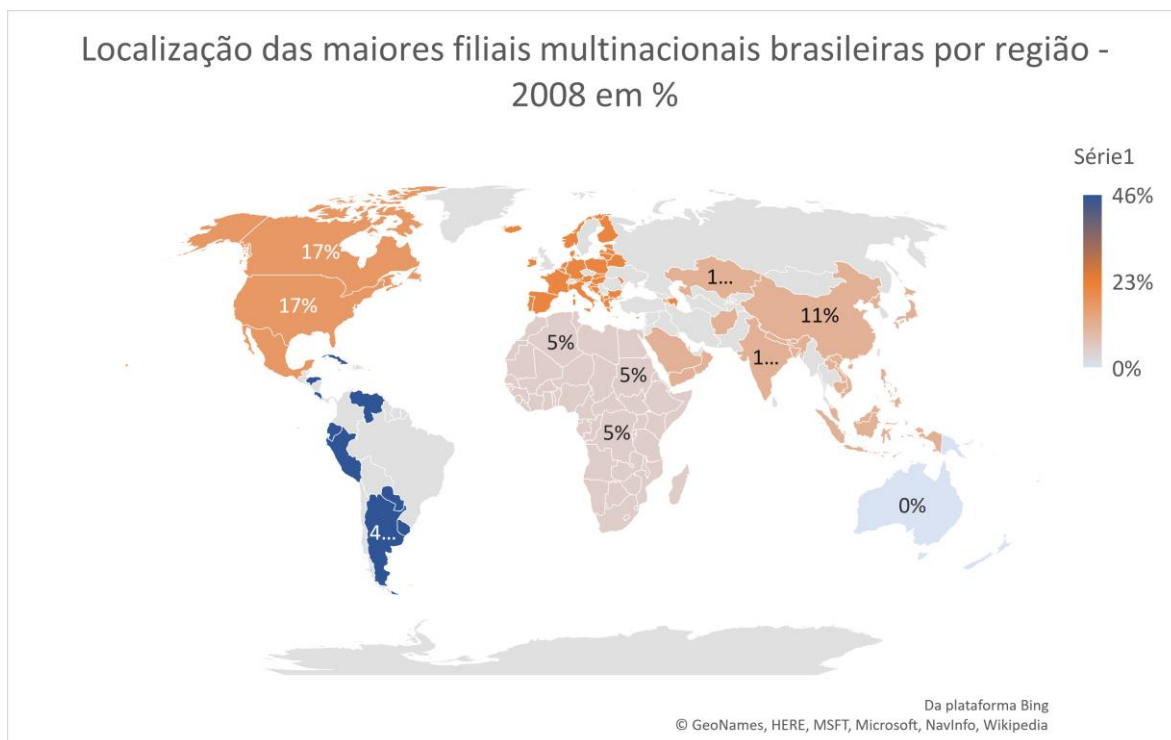 Localização das maiores filiais multinacionais brasileiras por região -
2008 em %
Série1
46%
23%
0%
17%
17%
1...
11%
1...
5%
5%
5%
4...
0%
Da plataforma Bing
© GeoNames, HERE, MSFT, Microsoft, NavInfo, Wikipedia